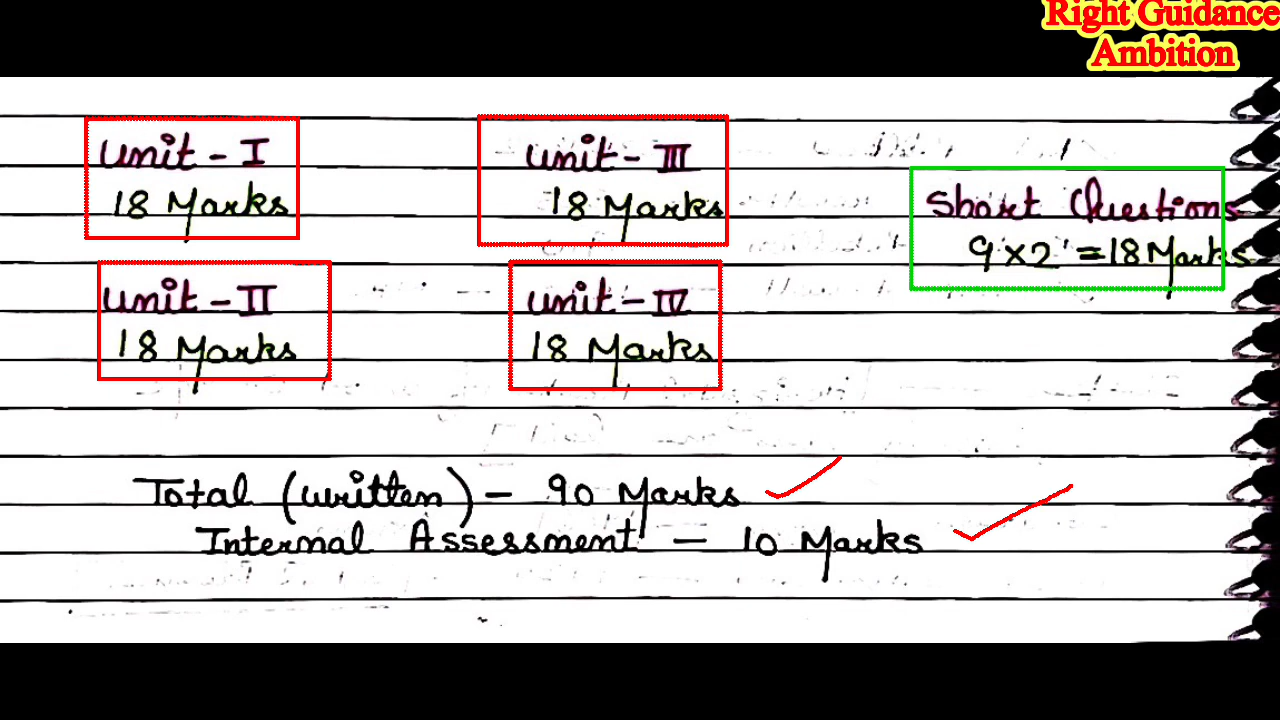 Right Guidance
Ambition
Unit - I
18 Marks
Unit - III
18 Marks
Short Questions
9 x 2 = 18 Marks
Unit - II
18 Marks
Unit - IV
18 Marks
Total (written) - 90 Marks
Internal Assessment - 10 Marks